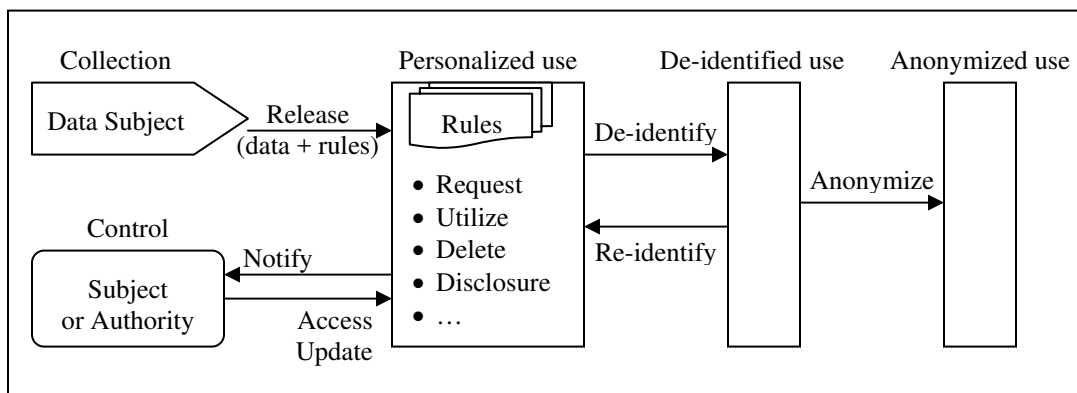 Collection
Data Subject
Release
(data + rules)
Control
Subject
or Authority
Notify
Access
Update
Personalized use
Rules
• Request
• Utilize
• Delete
• Disclosure
• …
De-identify
Re-identify
De-identified use
Anonymize
Anonymized use